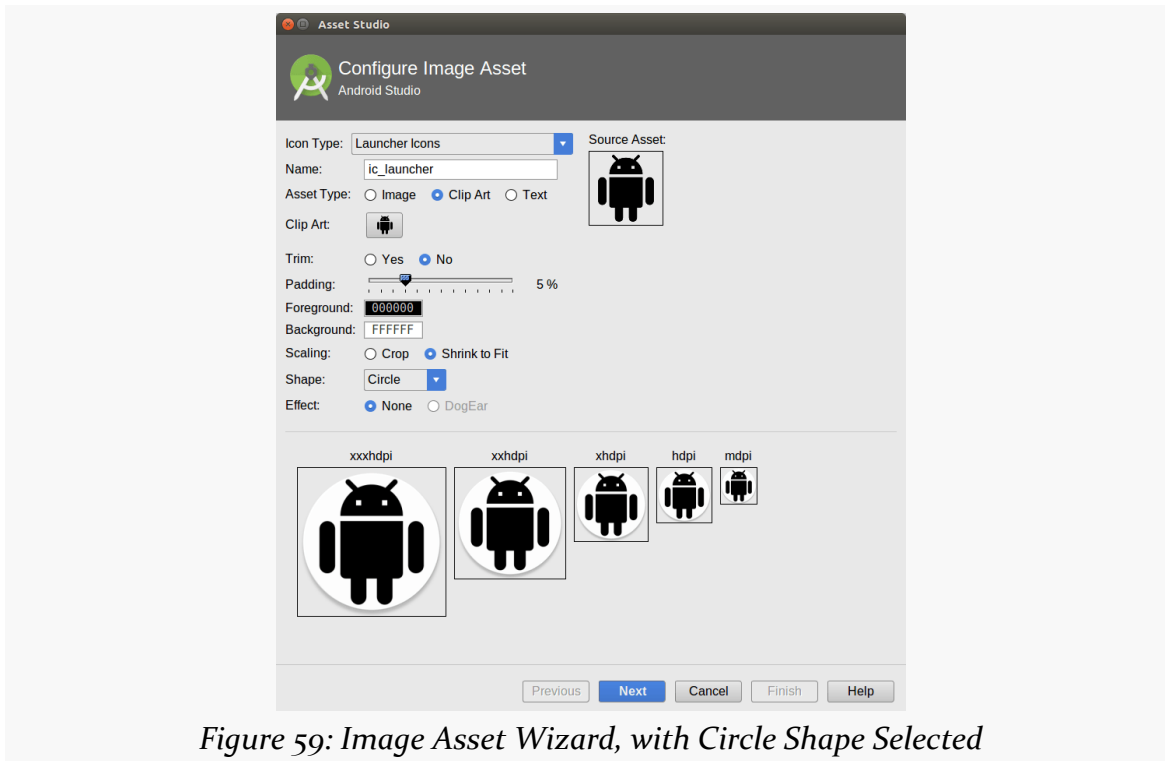 Asset Studio
Configure Image Asset
Android Studio
Icon Type: Launcher Icons
Source Asset:
Name: ic_launcher
Asset Type: Image Clip Art Text
Clip Art:
Trim: Yes No
Padding: 5 %
Foreground: 000000
Background: FFFFFF
Scaling: Crop Shrink to Fit
Shape: Circle
Effect: None DogEar
xxxhdpi xxhdpi xhdpi hdpi mdpi
Previous Next Cancel Finish Help
Figure 59: Image Asset Wizard, with Circle Shape Selected